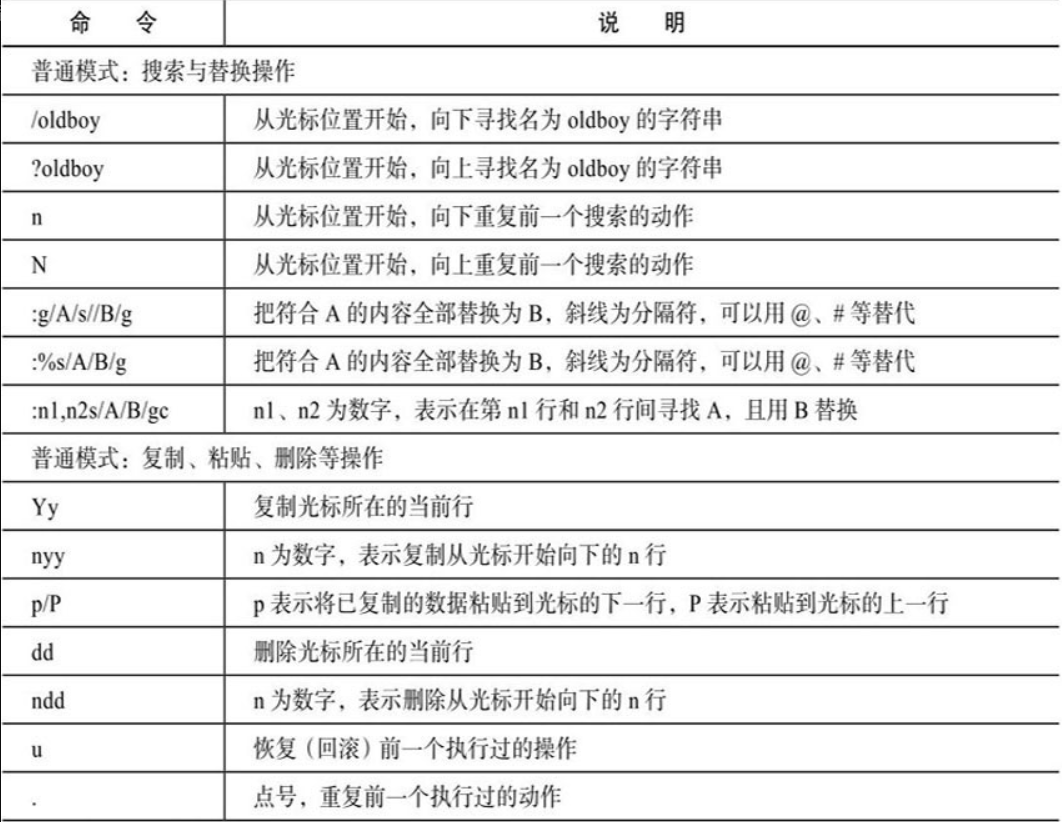 命 令 说 明
普通模式：搜索与替换操作
/oldboy 从光标位置开始，向下寻找名为 oldboy 的字符串
?oldboy 从光标位置开始，向上寻找名为 oldboy 的字符串
n 从光标位置开始，向下重复前一个搜索的动作
N 从光标位置开始，向上重复前一个搜索的动作
:g/A/s//B/g 把符合 A 的内容全部替换为 B，斜线为分隔符，可以用 @、# 等替代
:%s/A/B/g 把符合 A 的内容全部替换为 B，斜线为分隔符，可以用 @、# 等替代
:n1,n2s/A/B/gc n1、n2 为数字，表示在第 n1 行和 n2 行间寻找 A，且用 B 替换
普通模式：复制、粘贴、删除等操作
Yy 复制光标所在的当前行
nyy n 为数字，表示复制从光标开始向下的 n 行
p/P p 表示将已复制的数据粘贴到光标的下一行，P 表示粘贴到光标的上一行
dd 删除光标所在的当前行
ndd n 为数字，表示删除从光标开始向下的 n 行
u 恢复（回滚）前一个执行过的操作
. 点号，重复前一个执行过的动作